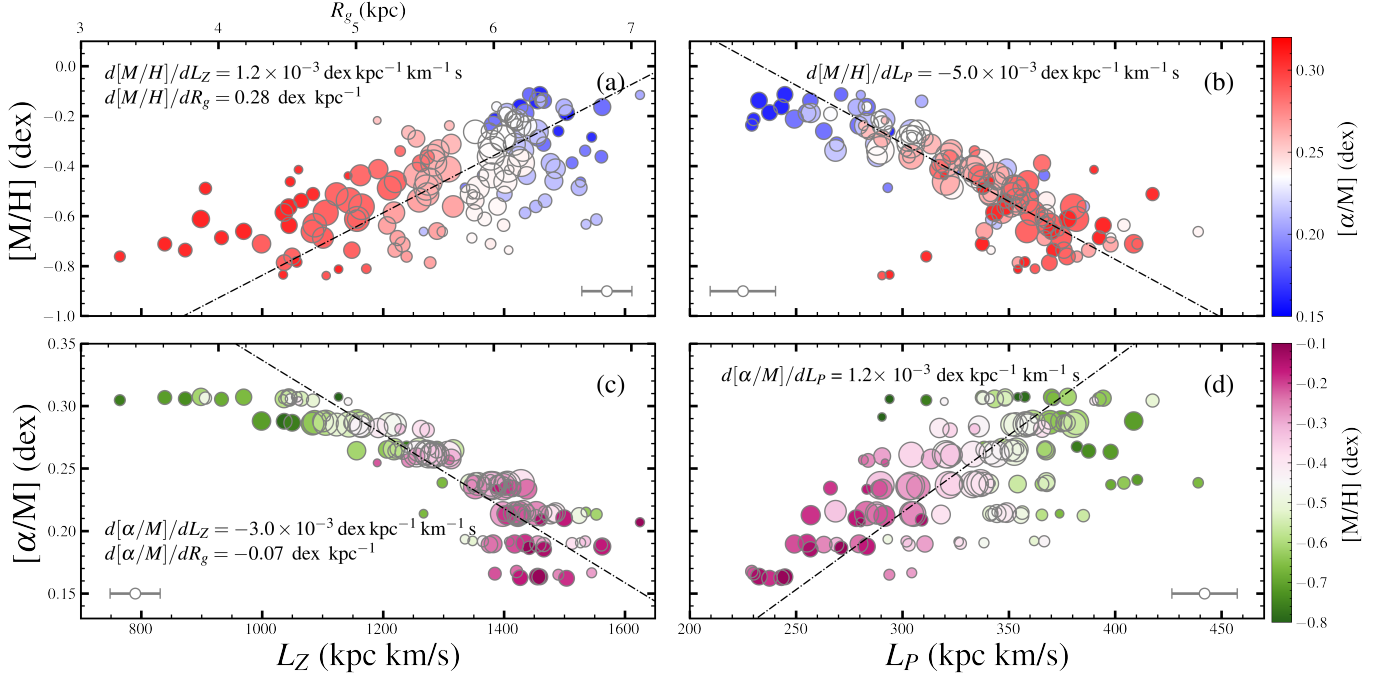 R_g (kpc)
3 4 5 6 7
[M/H] (dex)
0.0
−0.2
−0.4
−0.6
−0.8
−1.0
d[M/H]/dL_Z = 1.2 × 10⁻³ dex kpc⁻¹ km⁻¹ s
d[M/H]/dR_g = 0.28 dex kpc⁻¹
(a)
d[M/H]/dL_P = −5.0 × 10⁻³ dex kpc⁻¹ km⁻¹ s
(b)
0.30
0.25
0.20
0.15
[α/M] (dex)
[α/M] (dex)
0.35
0.30
0.25
0.20
0.15
(c)
d[α/M]/dL_Z = −3.0 × 10⁻³ dex kpc⁻¹ km⁻¹ s
d[α/M]/dR_g = −0.07 dex kpc⁻¹
d[α/M]/dL_P = 1.2 × 10⁻³ dex kpc⁻¹ km⁻¹ s
(d)
−0.1
−0.2
−0.3
−0.4
−0.5
−0.6
−0.7
−0.8
[M/H] (dex)
800 1000 1200 1400 1600
L_Z (kpc km/s)
200 250 300 350 400 450
L_P (kpc km/s)